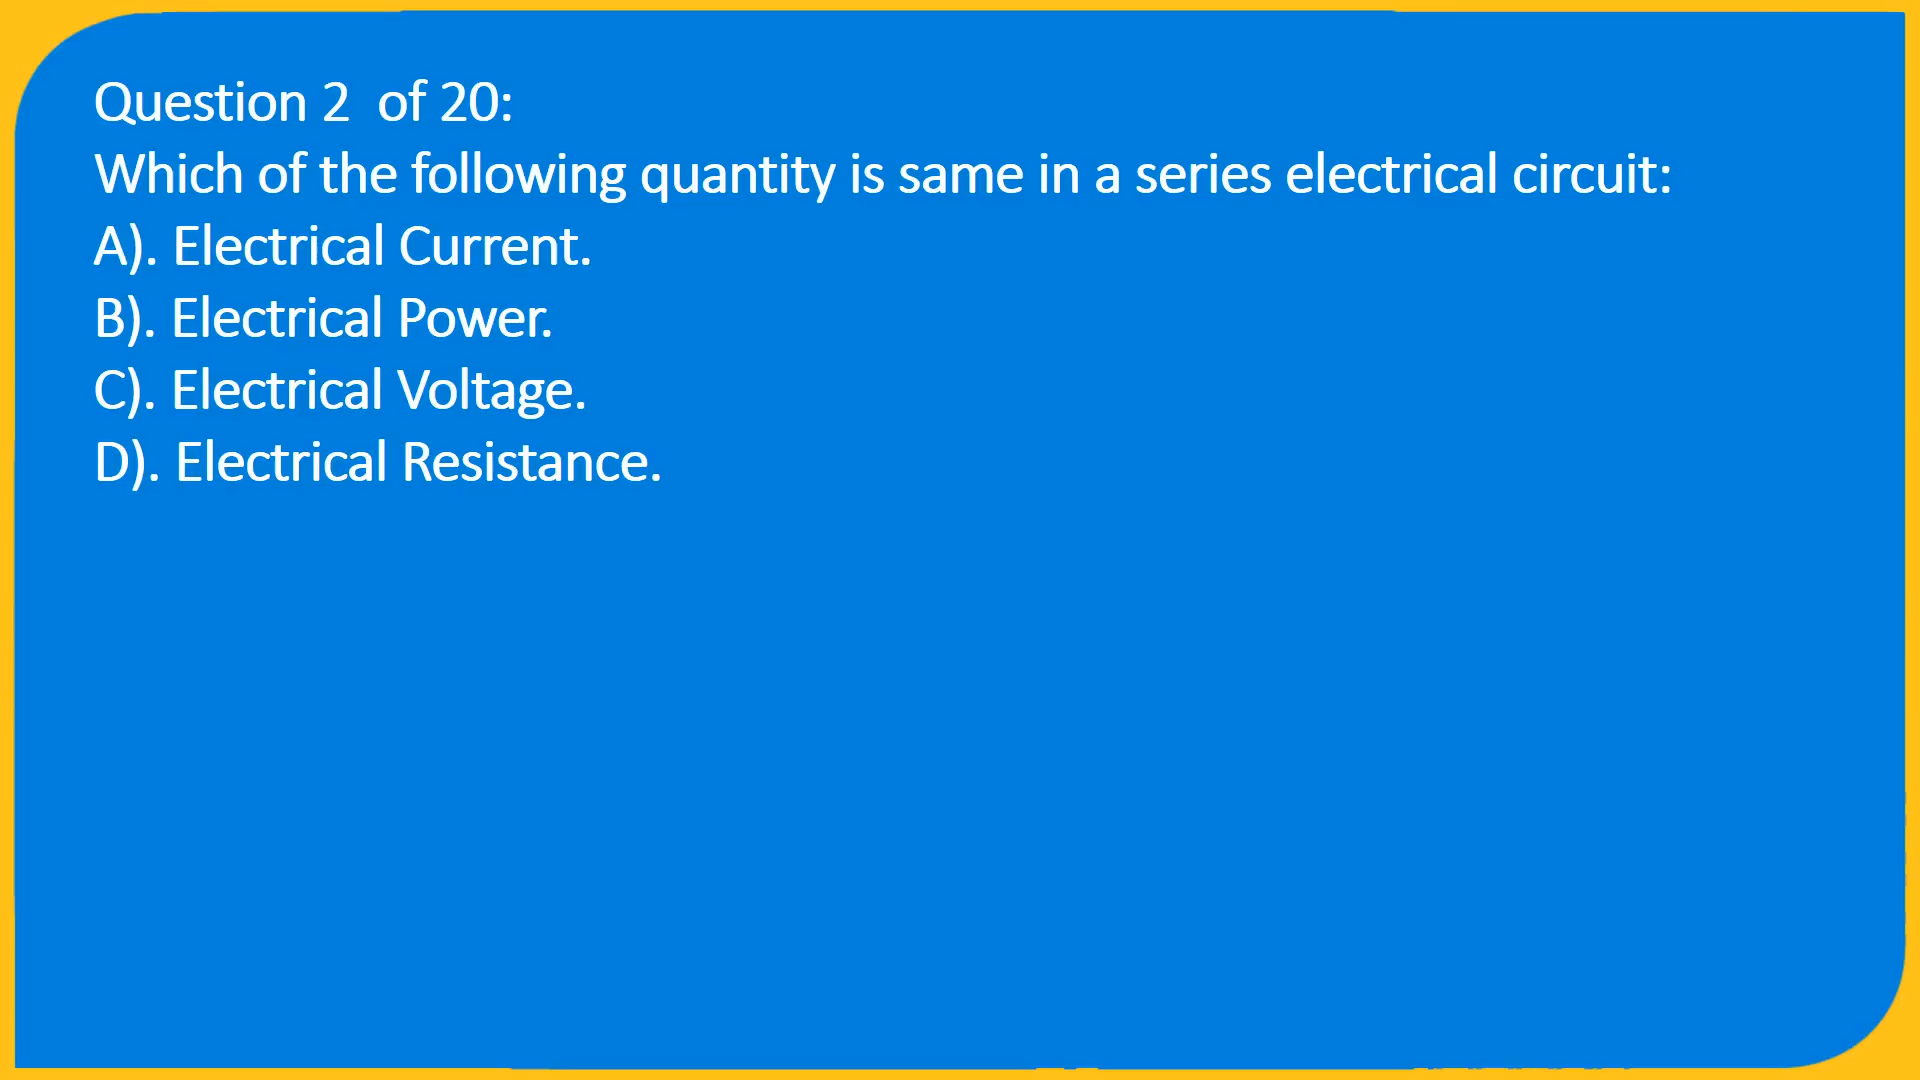 Question 2  of 20:
Which of the following quantity is same in a series electrical circuit:
A). Electrical Current.
B). Electrical Power.
C). Electrical Voltage.
D). Electrical Resistance.